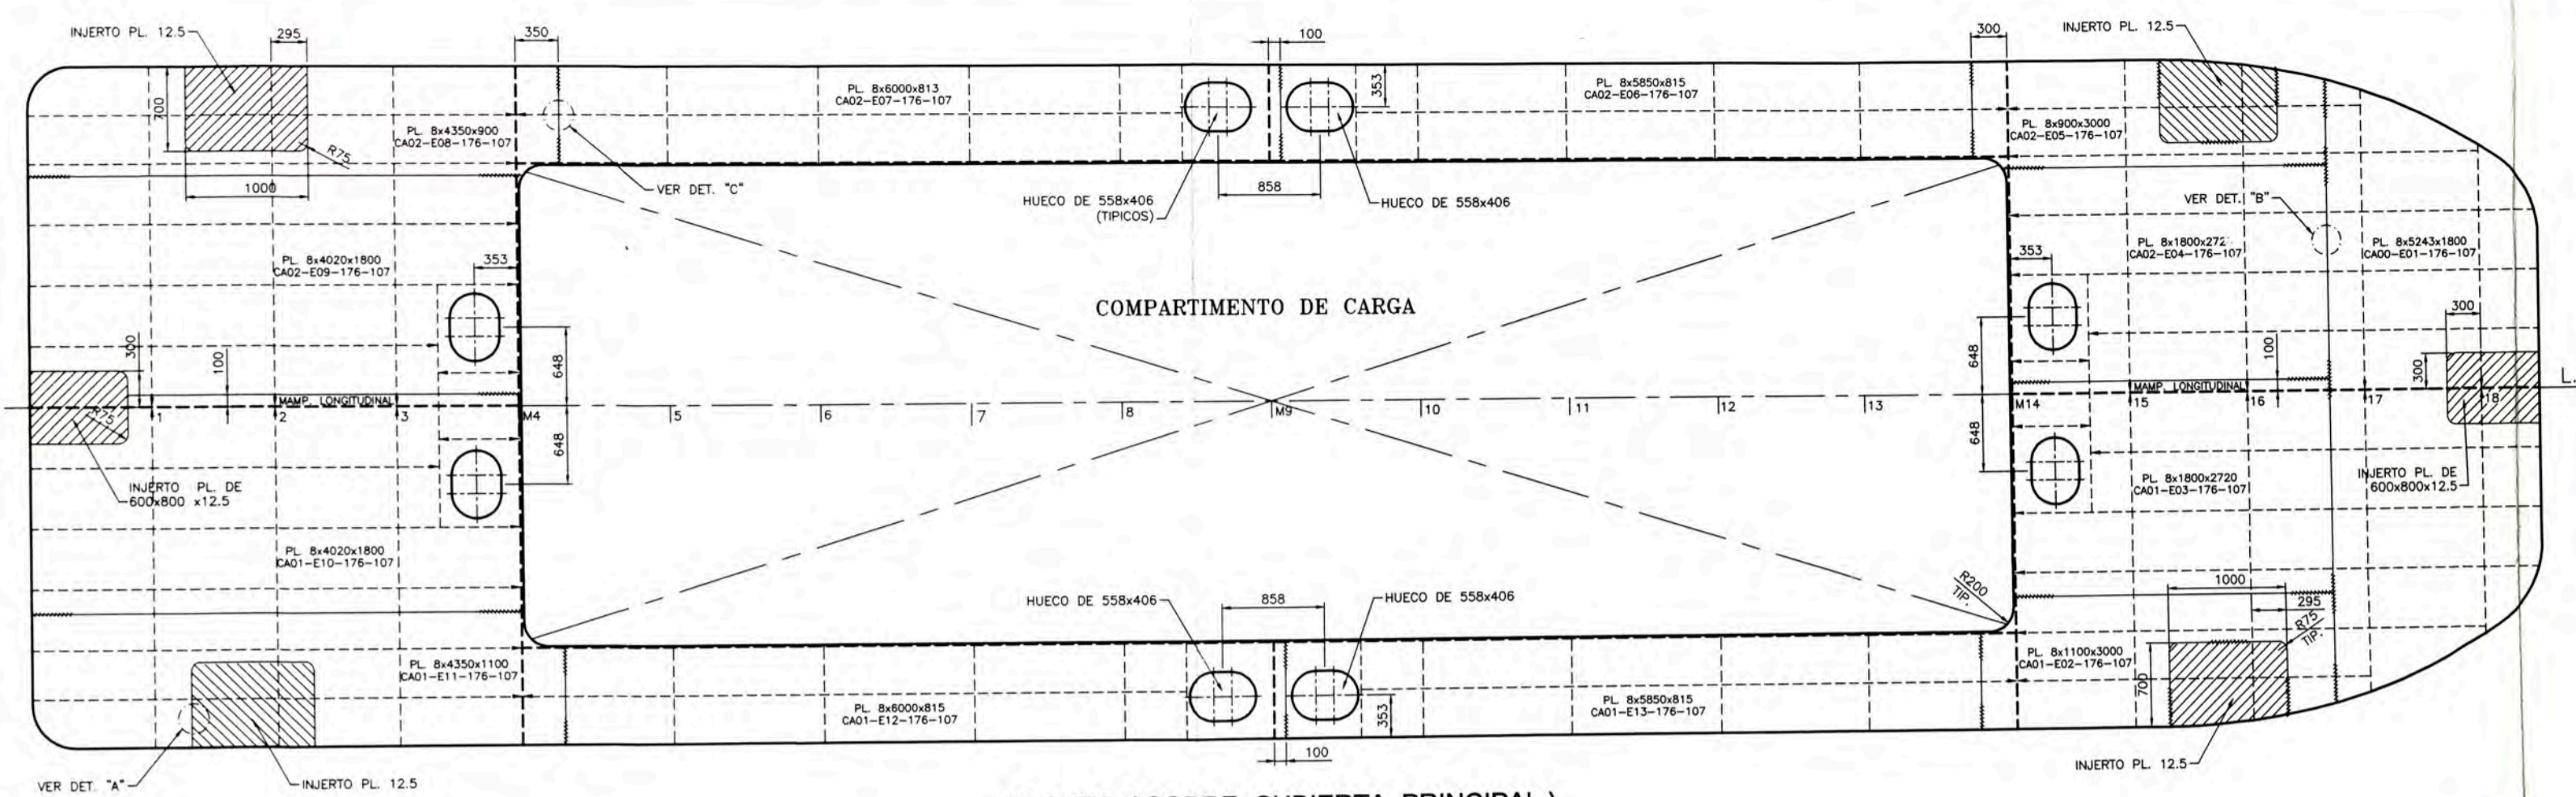 INJERTO PL. 12.5
295
350
100
300
INJERTO PL. 12.5
700
PL. 8x4350x900
CA02-E08-176-107
R75
1000
PL. 8x6000x813
CA02-E07-176-107
353
PL. 8x5850x815
CA02-E06-176-107
PL. 8x900x3000
CA02-E05-176-107
VER DET. "C"
HUECO DE 558x406
(TIPICOS)
858
HUECO DE 558x406
VER DET. "B"
PL. 8x4020x1800
CA02-E09-176-107
353
353
PL. 8x1800x272
CA02-E04-176-107
PL. 8x5243x1800
CA00-E01-176-107
COMPARTIMENTO DE CARGA
300
100
648
648
100
300
300
MAMP. LONGITUDINAL
MAMP. LONGITUDINAL
L.
R75
1
2
3
M4
5
6
7
8
M9
10
11
12
13
M14
15
16
17
18
648
648
INJERTO PL. DE
600x800 x12.5
PL. 8x1800x2720
CA01-E03-176-107
INJERTO PL. DE
600x800x12.5
PL. 8x4020x1800
CA01-E10-176-107
HUECO DE 558x406
858
HUECO DE 558x406
R200
TIP.
1000
295
R75
TIP.
PL. 8x4350x1100
CA01-E11-176-107
PL. 8x6000x815
CA01-E12-176-107
353
PL. 8x5850x815
CA01-E13-176-107
PL. 8x1100x3000
CA01-E02-176-107
700
100
VER DET. "A"
INJERTO PL. 12.5
INJERTO PL. 12.5
CUBIERTA PRINCIPAL )